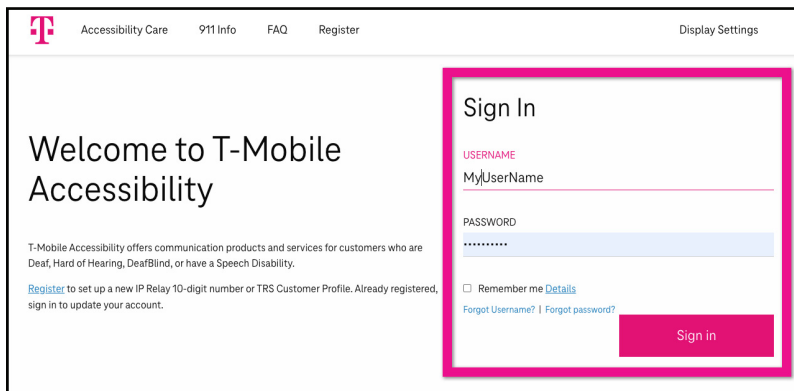 T Accessibility Care 911 Info FAQ Register Display Settings
Welcome to T-Mobile
Accessibility
T-Mobile Accessibility offers communication products and services for customers who are
Deaf, Hard of Hearing, DeafBlind, or have a Speech Disability.
Register to set up a new IP Relay 10-digit number or TRS Customer Profile. Already registered,
sign in to update your account.
Sign In
USERNAME
MyUserName
PASSWORD
••••••••••
Remember me Details
Forgot Username? | Forgot password?
Sign in